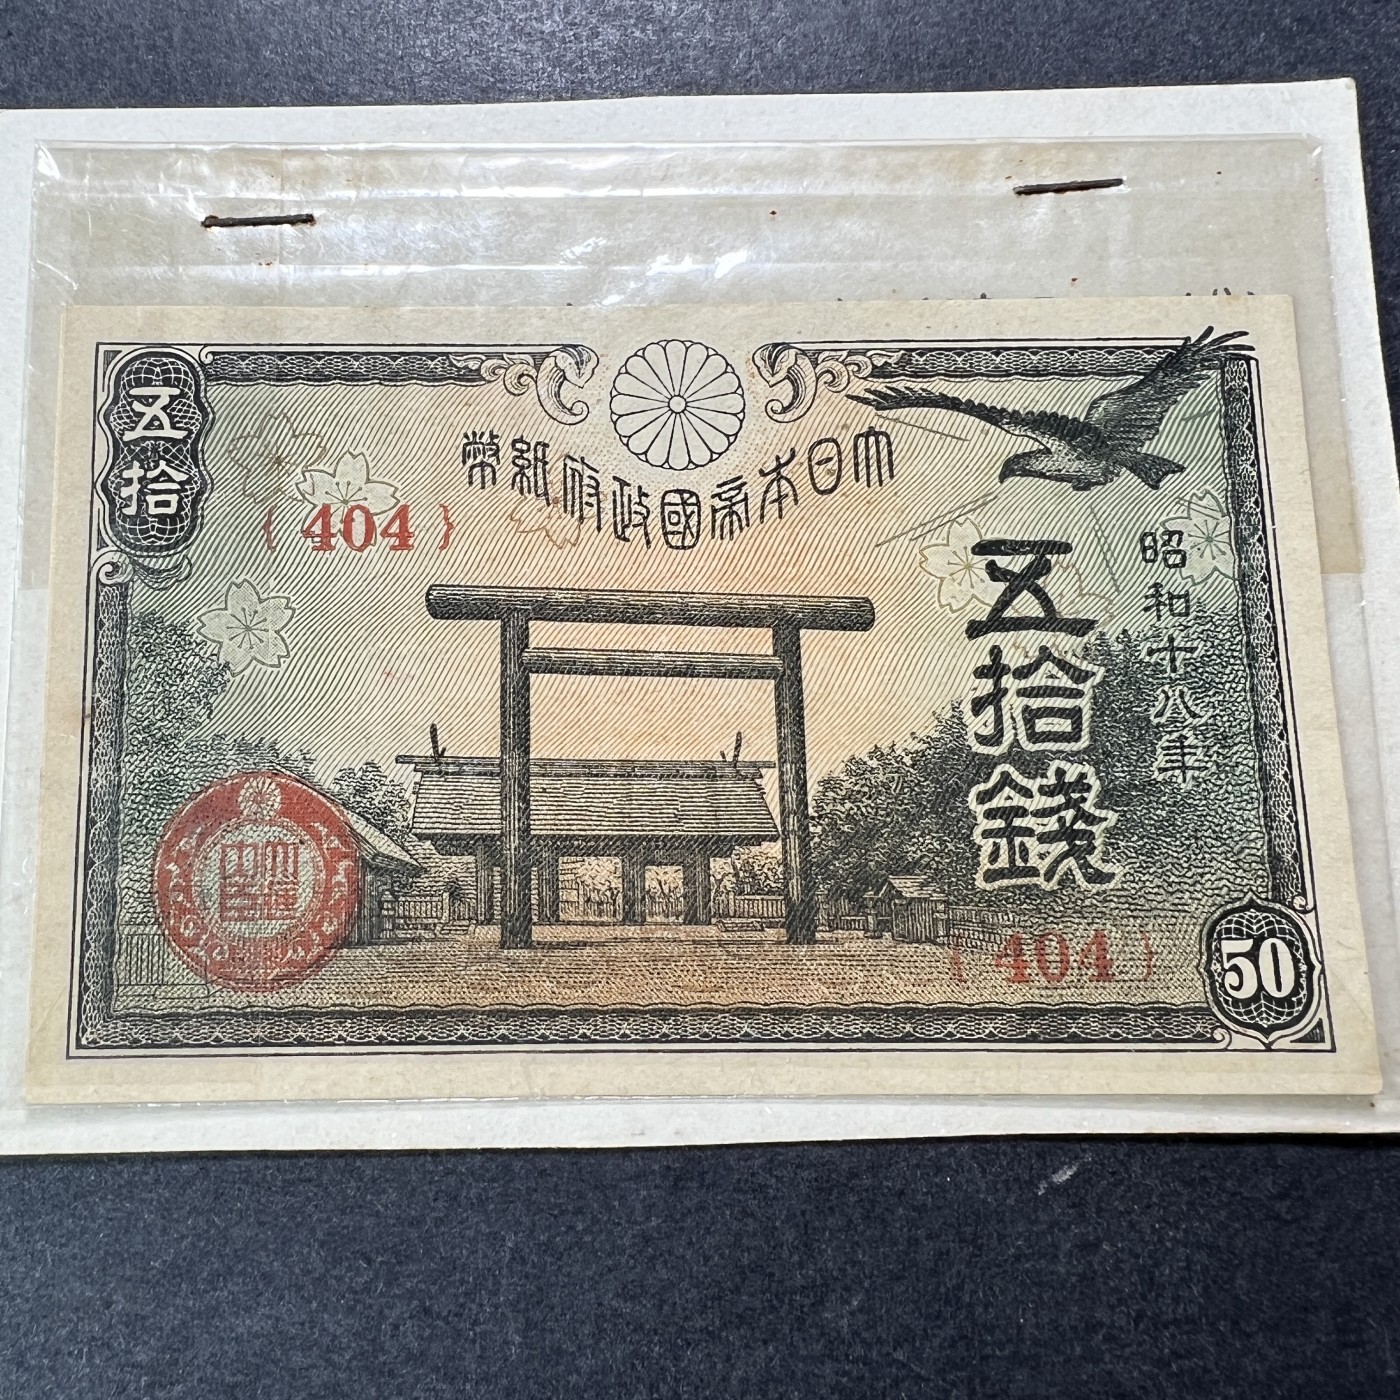 大日本帝國政府紙幣
五拾
{404}
昭和十八年
五拾錢
{404}
50